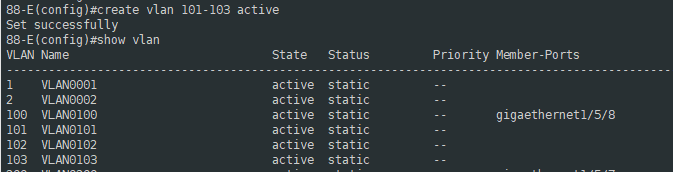 88-E(config)#create vlan 101-103 active
Set successfully
88-E(config)#show vlan
VLAN Name State Status Priority Member-Ports
--------------------------------------------------------------------------------
1 VLAN0001 active static --
2 VLAN0002 active static --
100 VLAN0100 active static -- gigaethernet1/5/8
101 VLAN0101 active static --
102 VLAN0102 active static --
103 VLAN0103 active static --